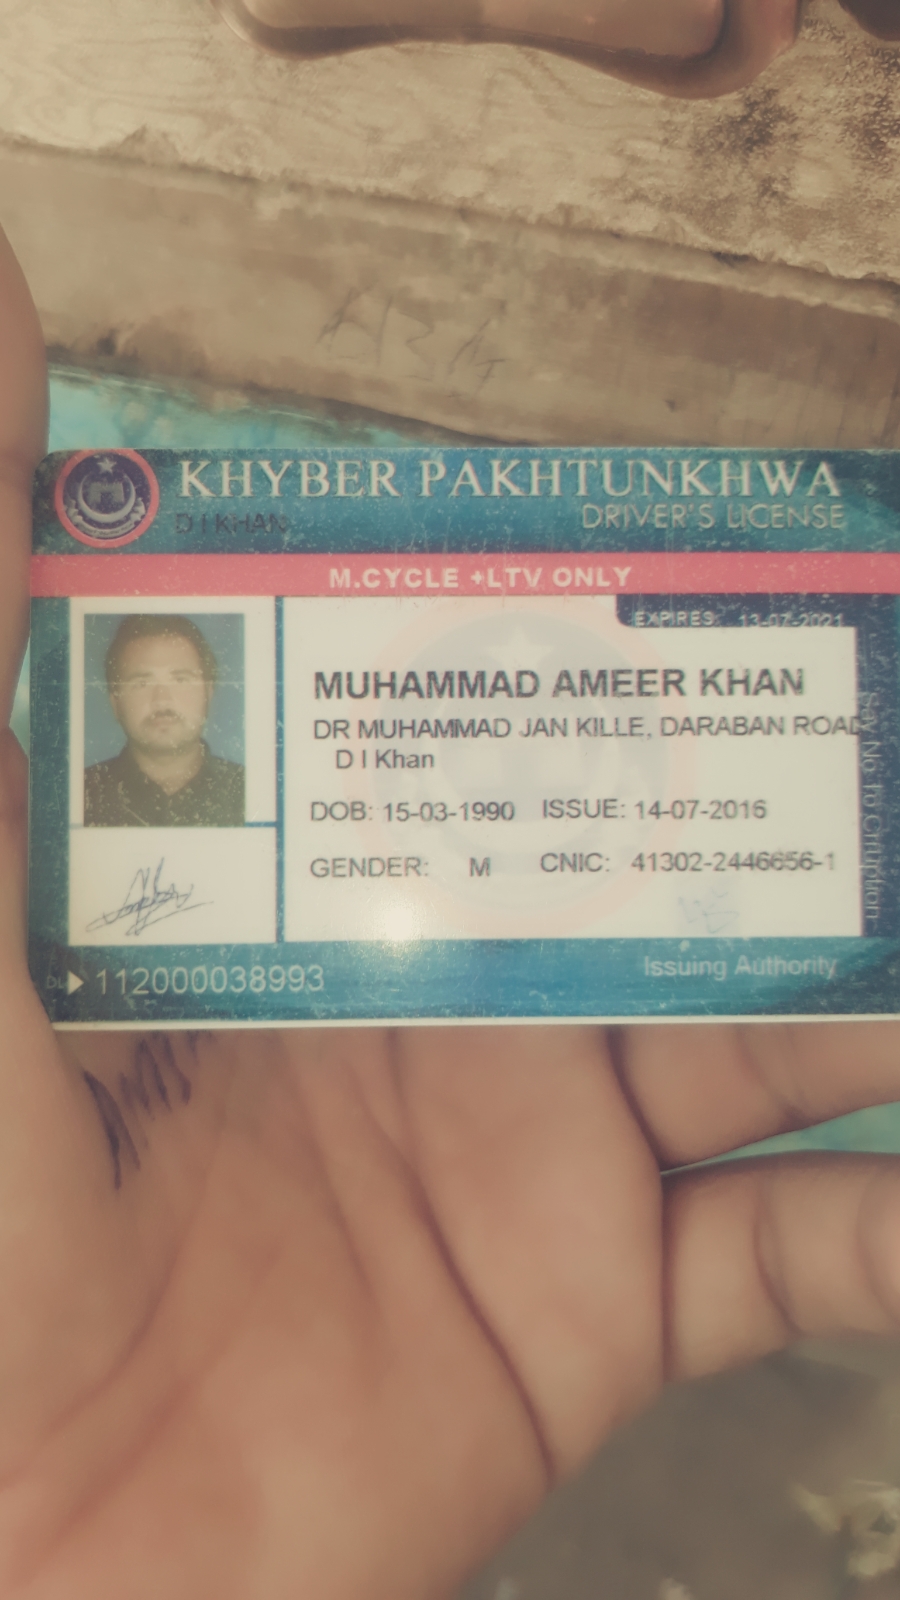 KHYBER PAKHTUNKHWA
D I KHAN
DRIVER'S LICENSE
M.CYCLE +LTV ONLY
EXPIRES: 13-07-2021
MUHAMMAD AMEER KHAN
DR MUHAMMAD JAN KILLE, DARABAN ROAD
D I Khan
DOB: 15-03-1990 ISSUE: 14-07-2016
GENDER: M CNIC: 41302-2446656-1
SAY No to Crruption
DL 112000038993
Issuing Authority